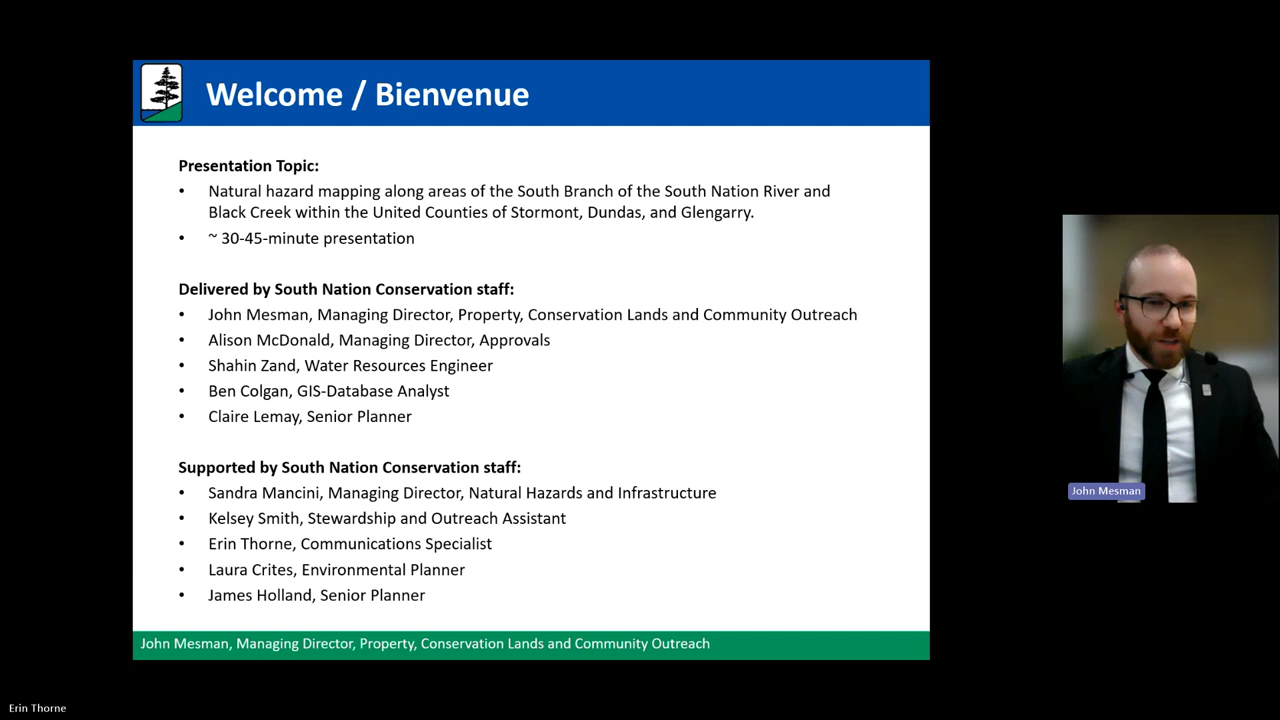 Welcome / Bienvenue
Presentation Topic:
• Natural hazard mapping along areas of the South Branch of the South Nation River and
Black Creek within the United Counties of Stormont, Dundas, and Glengarry.
• ~ 30-45-minute presentation
Delivered by South Nation Conservation staff:
• John Mesman, Managing Director, Property, Conservation Lands and Community Outreach
• Alison McDonald, Managing Director, Approvals
• Shahin Zand, Water Resources Engineer
• Ben Colgan, GIS-Database Analyst
• Claire Lemay, Senior Planner
Supported by South Nation Conservation staff:
• Sandra Mancini, Managing Director, Natural Hazards and Infrastructure
• Kelsey Smith, Stewardship and Outreach Assistant
• Erin Thorne, Communications Specialist
• Laura Crites, Environmental Planner
• James Holland, Senior Planner
John Mesman, Managing Director, Property, Conservation Lands and Community Outreach
John Mesman
Erin Thorne